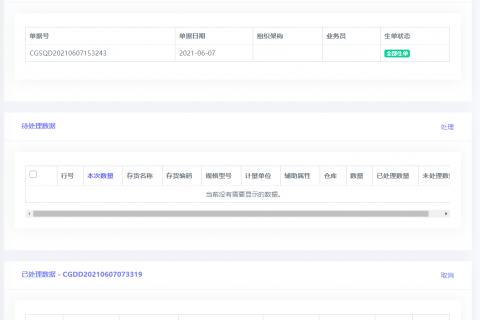 单据号 单据日期 组织架构 业务员 生单状态
CGSQD20210607153243 2021-06-07 全部生单
待处理数据 处理
行号 本次数量 存货名称 存货编码 规格型号 计量单位 辅助属性 仓库 数量 已处理数量 未处理数
当前没有需要显示的数据。
已处理数据 - CGDD20210607073319 取消